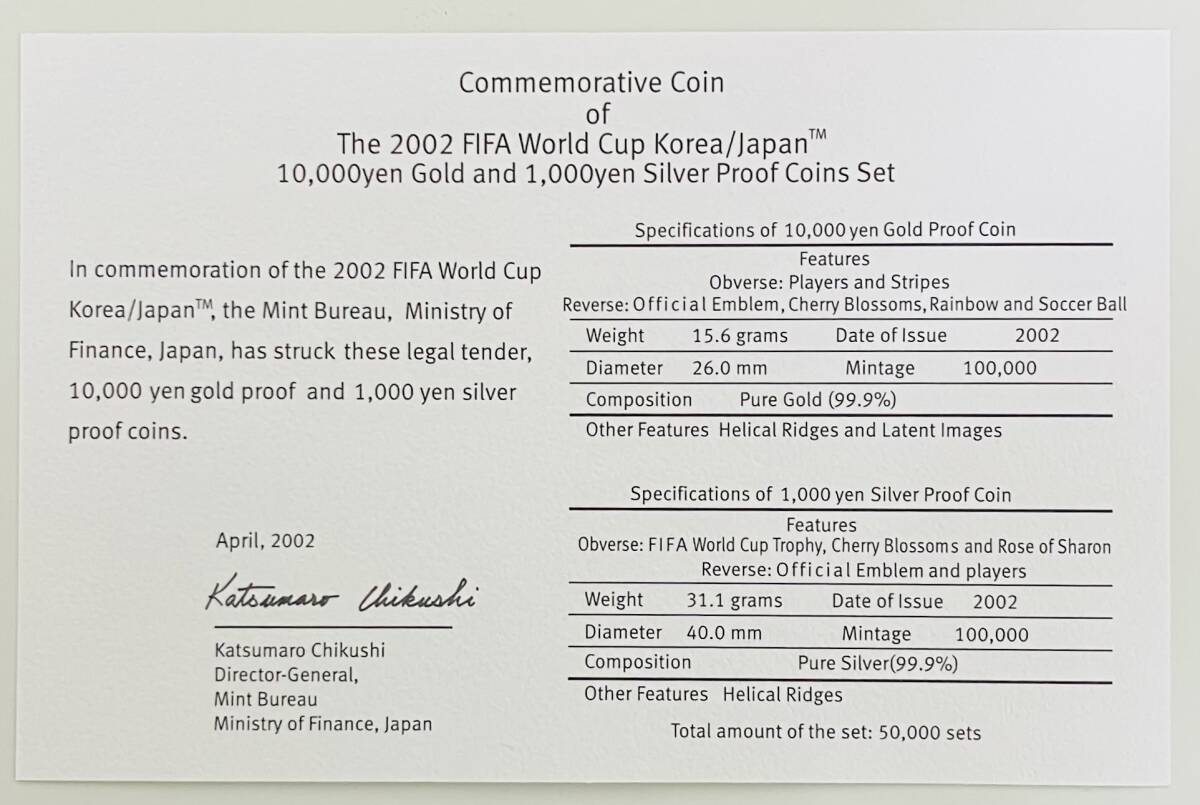 Commemorative Coin
of
The 2002 FIFA World Cup Korea/Japan™
10,000yen Gold and 1,000yen Silver Proof Coins Set
In commemoration of the 2002 FIFA World Cup
Korea/Japan™, the Mint Bureau, Ministry of
Finance, Japan, has struck these legal tender,
10,000 yen gold proof and 1,000 yen silver
proof coins.
April, 2002
Katsumaro Chikushi
Katsumaro Chikushi
Director-General,
Mint Bureau
Ministry of Finance, Japan
Specifications of 10,000 yen Gold Proof Coin
Features
Obverse: Players and Stripes
Reverse: Official Emblem, Cherry Blossoms, Rainbow and Soccer Ball
Weight 15.6 grams Date of Issue 2002
Diameter 26.0 mm Mintage 100,000
Composition Pure Gold (99.9%)
Other Features Helical Ridges and Latent Images
Specifications of 1,000 yen Silver Proof Coin
Features
Obverse: FIFA World Cup Trophy, Cherry Blossoms and Rose of Sharon
Reverse: Official Emblem and players
Weight 31.1 grams Date of Issue 2002
Diameter 40.0 mm Mintage 100,000
Composition Pure Silver(99.9%)
Other Features Helical Ridges
Total amount of the set: 50,000 sets